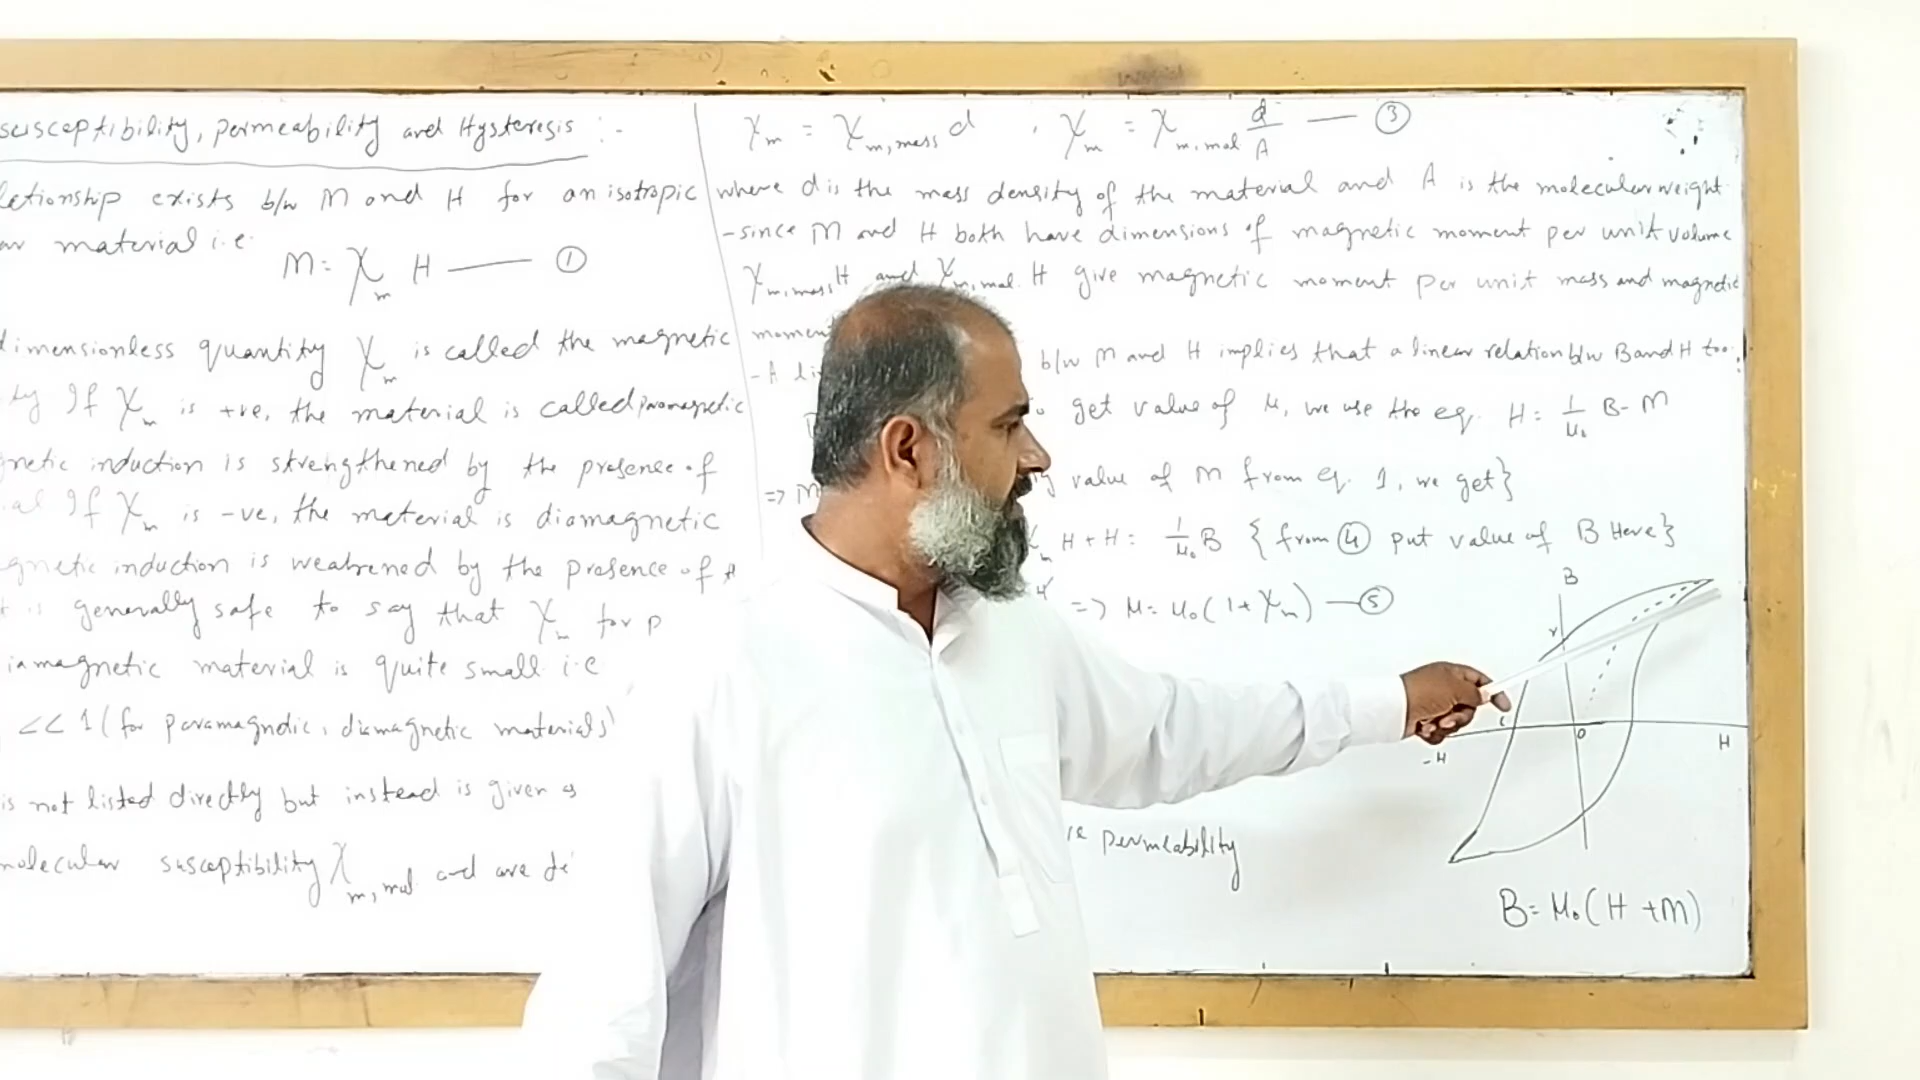 susceptibility, permeability and Hysteresis :-
exists b/w M and H for an isotropic
material i.e
M = χm H —— ①
dimensionless quantity χm is called the magnetic
If χm is +ve, the material is called paramagnetic
induction is strengthened by the presence of
If χm is -ve, the material is diamagnetic
induction is weakened by the presence of
is generally safe to say that χm for p
material is quite small i.e
<< 1 (for paramagnetic, diamagnetic materials)
is not listed directly but instead is given as
molecular susceptibility χm,mol and are de
χm = χm,mass d , χm = χm,mol d/A —— ③
where d is the mass density of the material and A is the molecular weight
-since M and H both have dimensions of magnetic moment per unit volume
χm,mass H and χm,mol. H give magnetic moment per unit mass and magnetic
moment
-A li b/w M and H implies that a linear relation b/w B and H too
get value of μ, we use the eq. H = 1/μ₀ B - M
=> M value of M from eq. 1, we get}
χm H + H = 1/μ₀ B { from ④ put value of B Here}
=> μ = μ₀(1 + χm) —⑤
permeability
B
r
c
O
-H
H
B = μ₀(H + M)